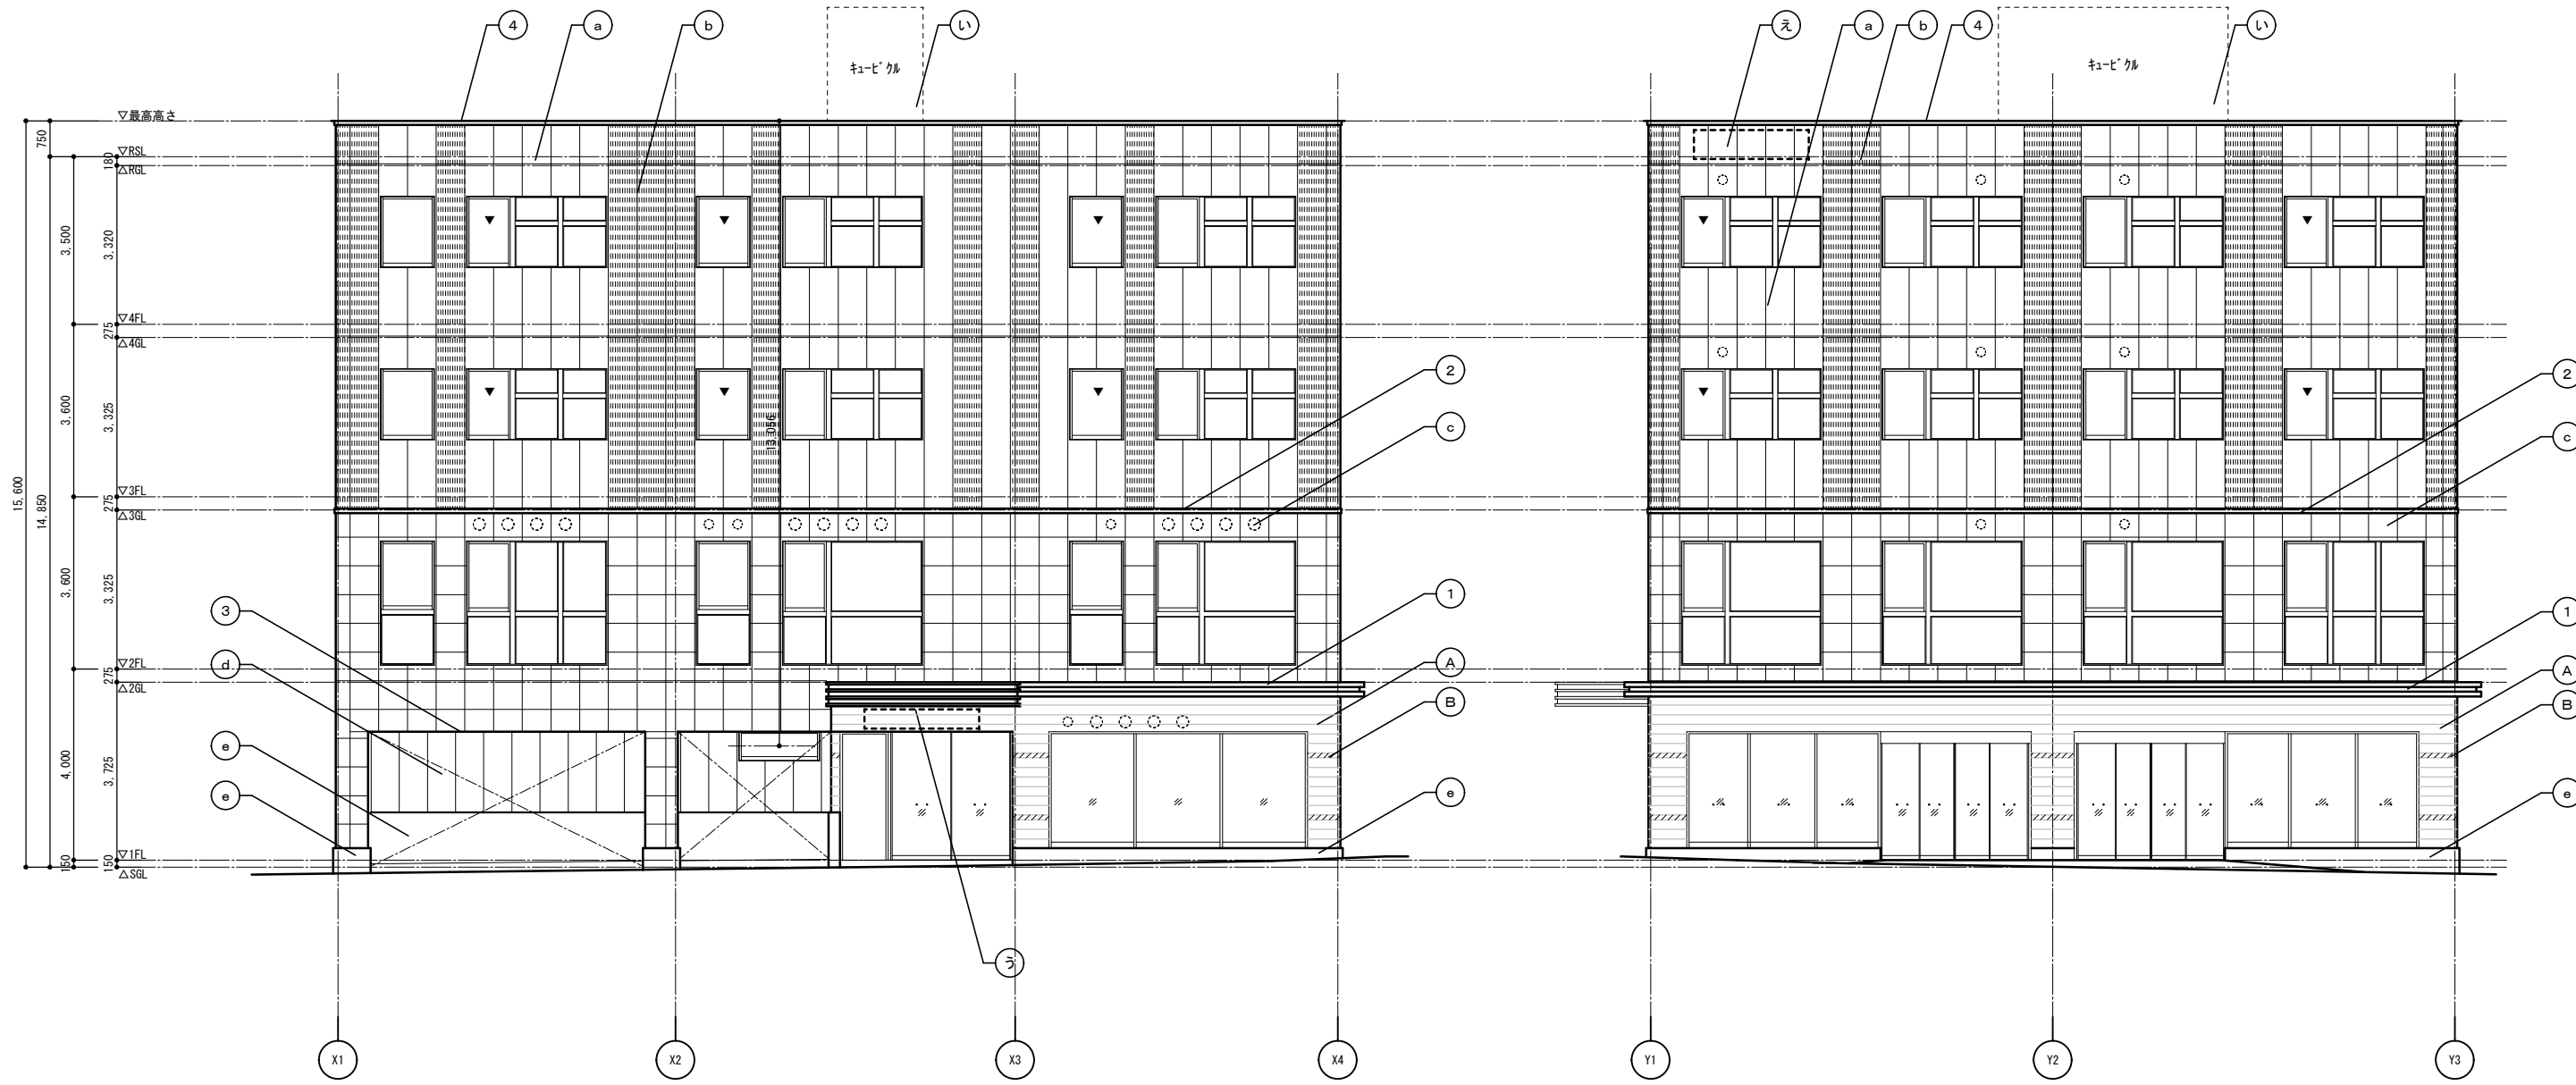 4 a b い え a b 4 い
ｷｭｰﾋﾞｸﾙ ｷｭｰﾋﾞｸﾙ
▽最高高さ
750
▽RSL
180
△RGL
3,500
3,320
▽4FL
275
△4GL
2 2
3,600
3,325
13,056
c c
▽3FL
275
△3GL
15,600
14,850
3,600
3,325
1 1
3
d
▽2FL
275
△2GL
A A
B B
e
4,000
3,725
e
e e
▽1FL
150
150
△SGL
う
X1 X2 X3 X4 Y1 Y2 Y3